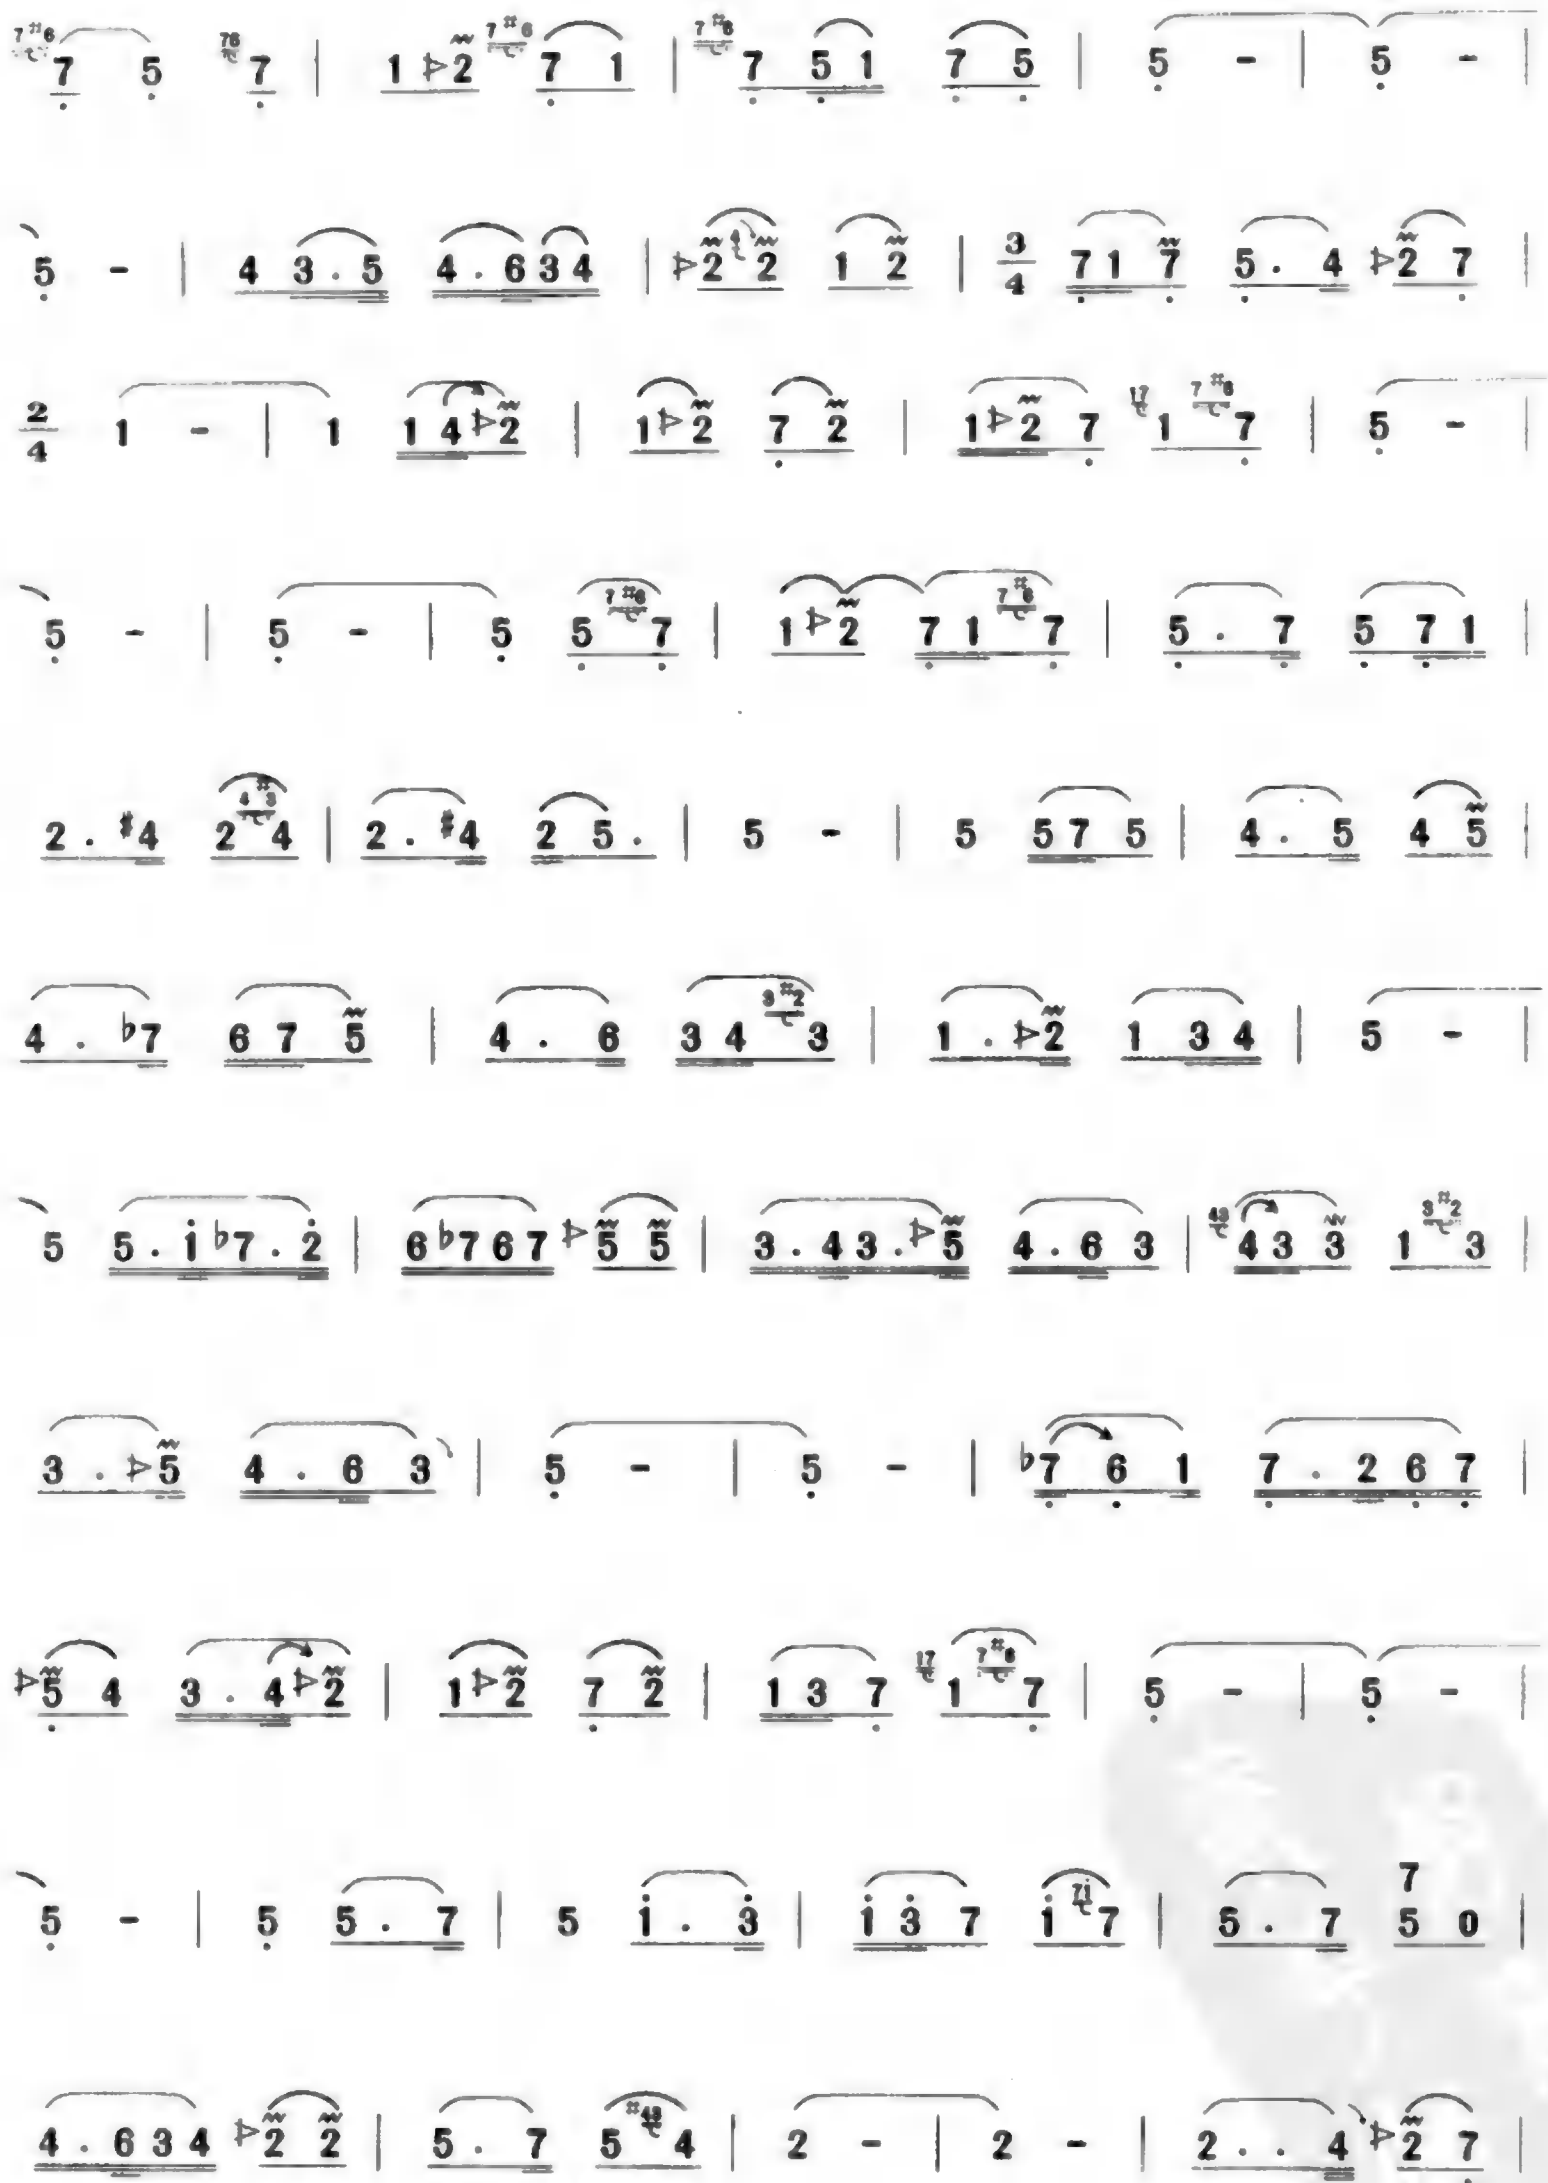 7 5 7 | 1 2 7 1 | 7 5 1 7 5 | 5 - | 5 - |
5 - | 4 3 . 5 4 . 6 3 4 | 2 2 1 2 | 3/4 7 1 7 5 . 4 2 7 |
2/4 1 - | 1 1 4 2 | 1 2 7 2 | 1 2 7 1 7 | 5 - |
5 - | 5 - | 5 5 7 | 1 2 7 1 7 | 5 . 7 5 7 1 |
2 . #4 2 4 | 2 . #4 2 5 . | 5 - | 5 5 7 5 | 4 . 5 4 5 |
4 . ♭7 6 7 5 | 4 . 6 3 4 3 | 1 . 2 1 3 4 | 5 - |
5 5 . i ♭7 . 2 | 6 ♭7 6 7 5 5 | 3 . 4 3 . 5 4 . 6 3 | 4 3 3 1 3 |
3 . 5 4 . 6 3 | 5 - | 5 - | ♭7 6 1 7 . 2 6 7 |
5 4 3 . 4 2 | 1 2 7 2 | 1 3 7 1 7 | 5 - | 5 - |
5 - | 5 5 . 7 | 5 i . 3 | i 3 7 i 7 | 5 . 7 7 5 0 |
4 . 6 3 4 2 2 | 5 . 7 5 4 | 2 - | 2 - | 2 . . 4 2 7 |